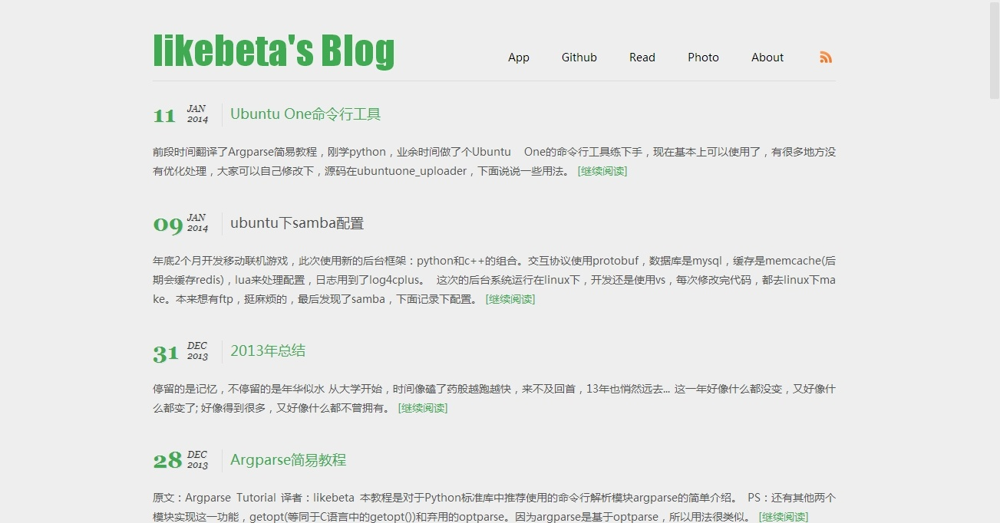 likebeta's Blog
App Github Read Photo About
11 JAN 2014 Ubuntu One命令行工具
前段时间翻译了Argparse简易教程，刚学python，业余时间做了个Ubuntu One的命令行工具练下手，现在基本上可以使用了，有很多地方没
有优化处理，大家可以自己修改下，源码在ubuntuone_uploader，下面说说一些用法。 [继续阅读]
09 JAN 2014 ubuntu下samba配置
年底2个月开发移动联机游戏，此次使用新的后台框架：python和c++的组合。交互协议使用protobuf，数据库是mysql，缓存是memcache(后
期会缓存redis)，lua来处理配置，日志用到了log4cplus。 这次的后台系统运行在linux下，开发还是使用vs，每次修改完代码，都去linux下ma
ke。本来想有ftp，挺麻烦的，最后发现了samba，下面记录下配置。 [继续阅读]
31 DEC 2013 2013年总结
停留的是记忆，不停留的是年华似水 从大学开始，时间像磕了药般越跑越快，来不及回首，13年也悄然远去... 这一年好像什么都没变，又好像什
么都变了; 好像得到很多，又好像什么都不曾拥有。 [继续阅读]
28 DEC 2013 Argparse简易教程
原文：Argparse Tutorial 译者：likebeta 本教程是对于Python标准库中推荐使用的命令行解析模块argparse的简单介绍。 PS：还有其他两个
模块实现这一功能，getopt(等同于C语言中的getopt())和弃用的optparse。因为argparse是基于optparse，所以用法很类似。 [继续阅读]